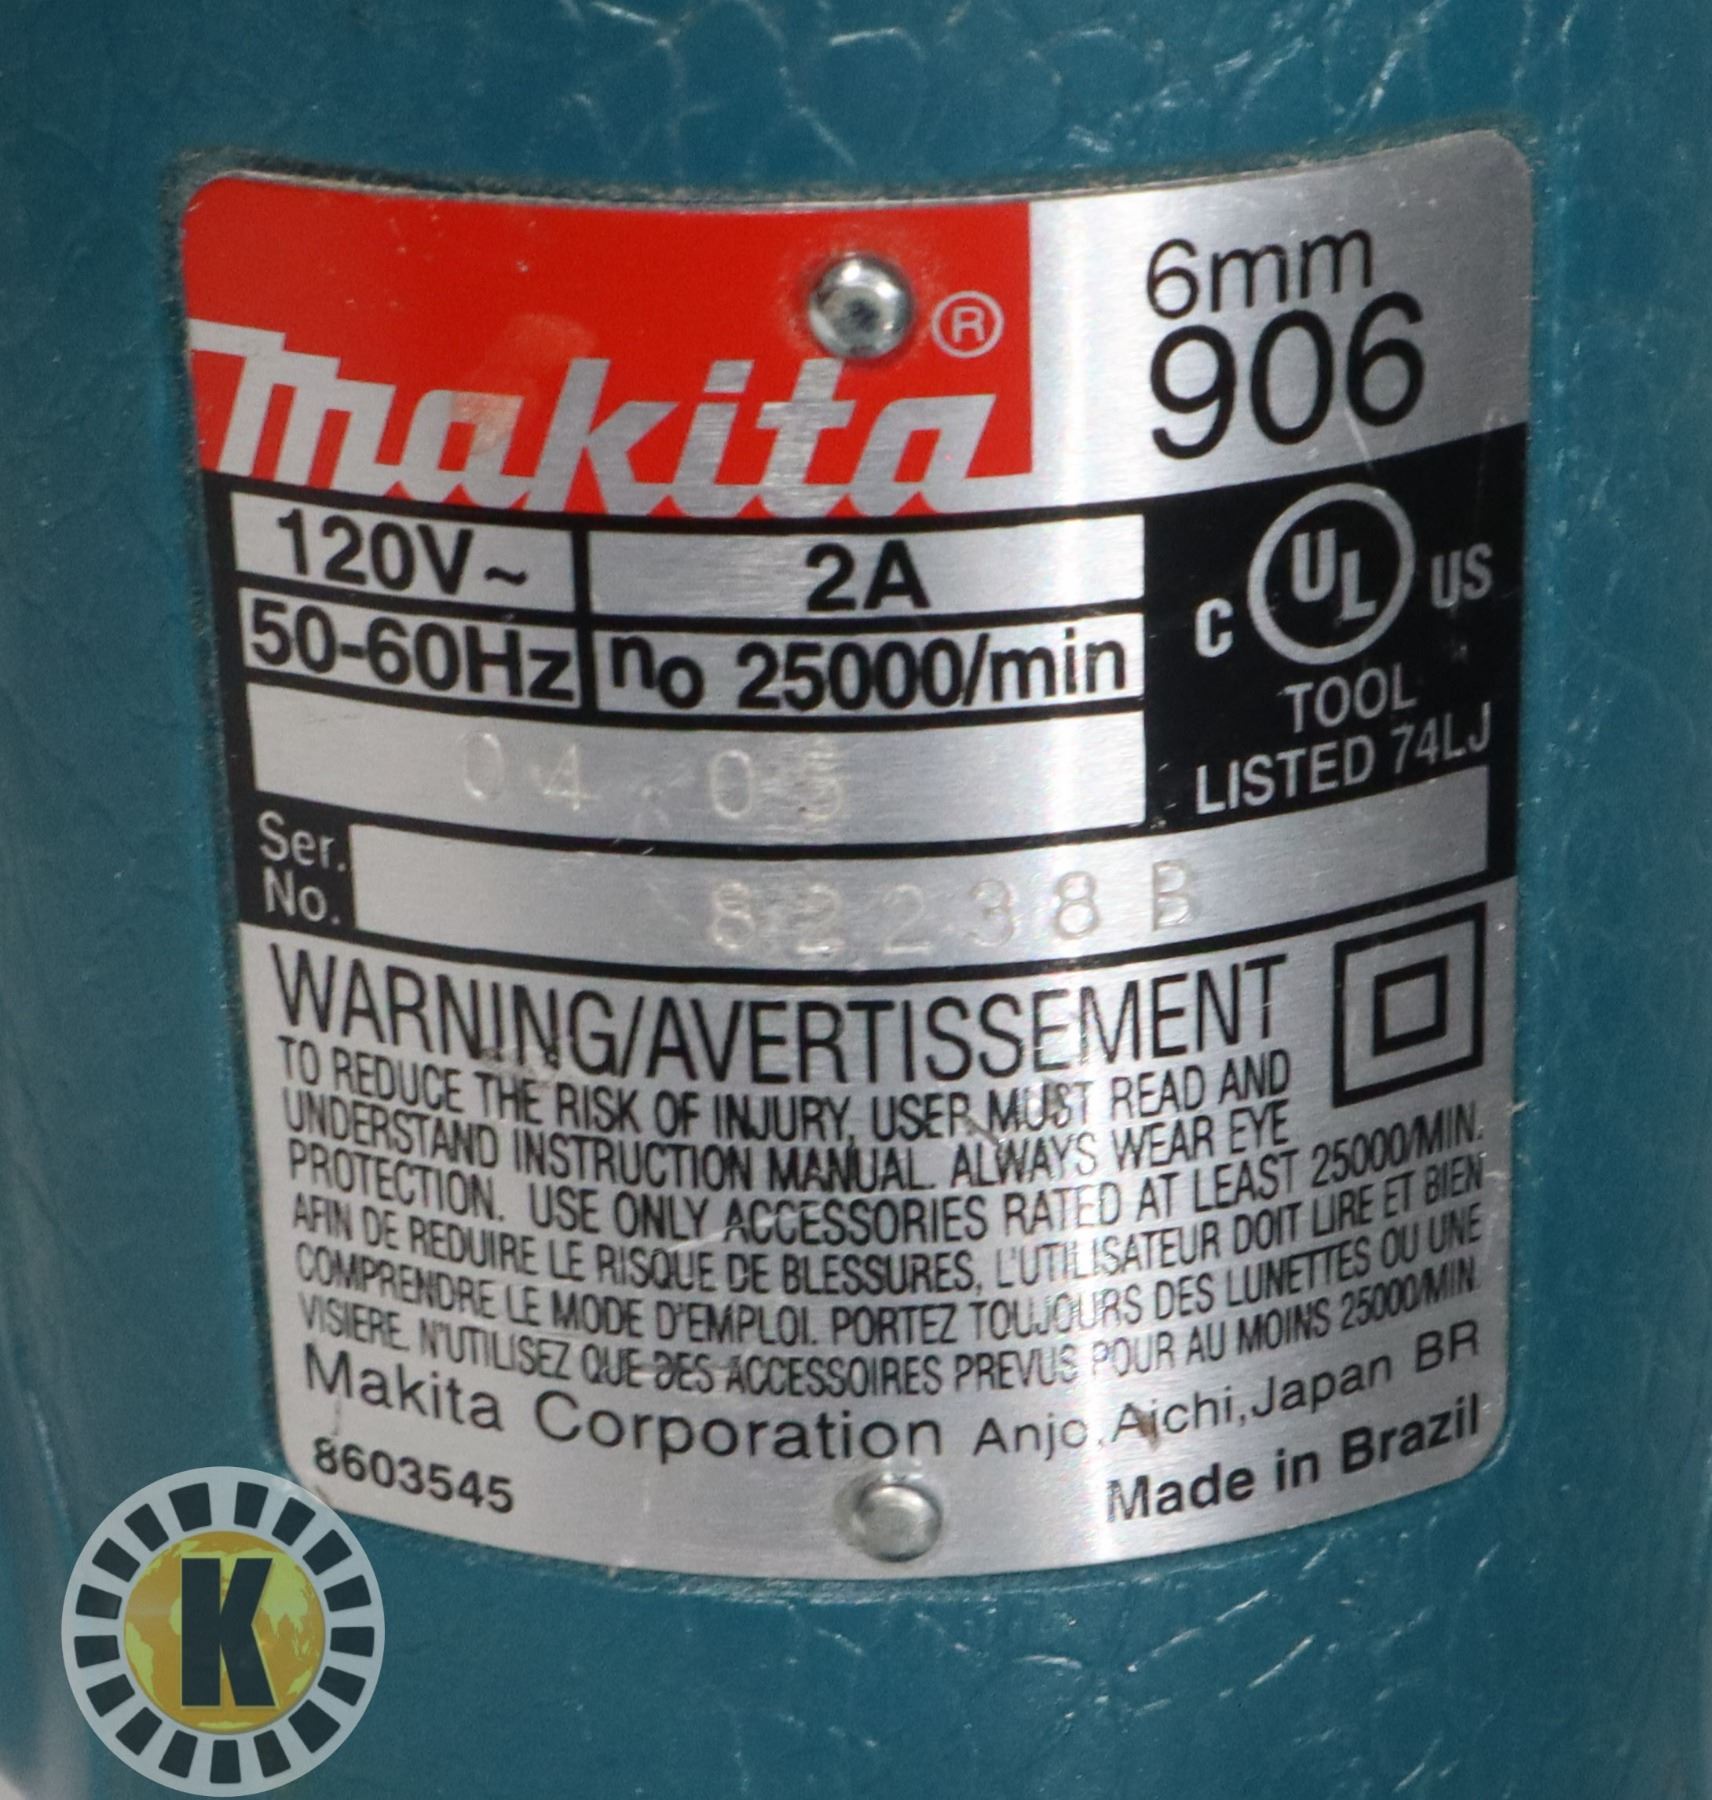 6mm
makita® 906
120V~ 2A
50-60Hz no 25000/min
C UL US
TOOL
LISTED 74LJ
04 05
Ser.
No. 82238B
WARNING/AVERTISSEMENT
TO REDUCE THE RISK OF INJURY, USER MUST READ AND
UNDERSTAND INSTRUCTION MANUAL. ALWAYS WEAR EYE
PROTECTION. USE ONLY ACCESSORIES RATED AT LEAST 25000/MIN.
AFIN DE REDUIRE LE RISQUE DE BLESSURES, L'UTILISATEUR DOIT LIRE ET BIEN
COMPRENDRE LE MODE D'EMPLOI. PORTEZ TOUJOURS DES LUNETTES OU UNE
VISIERE. N'UTILISEZ QUE DES ACCESSOIRES PREVUS POUR AU MOINS 25000/MIN.
Makita Corporation Anjo, Aichi, Japan BR
8603545 Made in Brazil
K